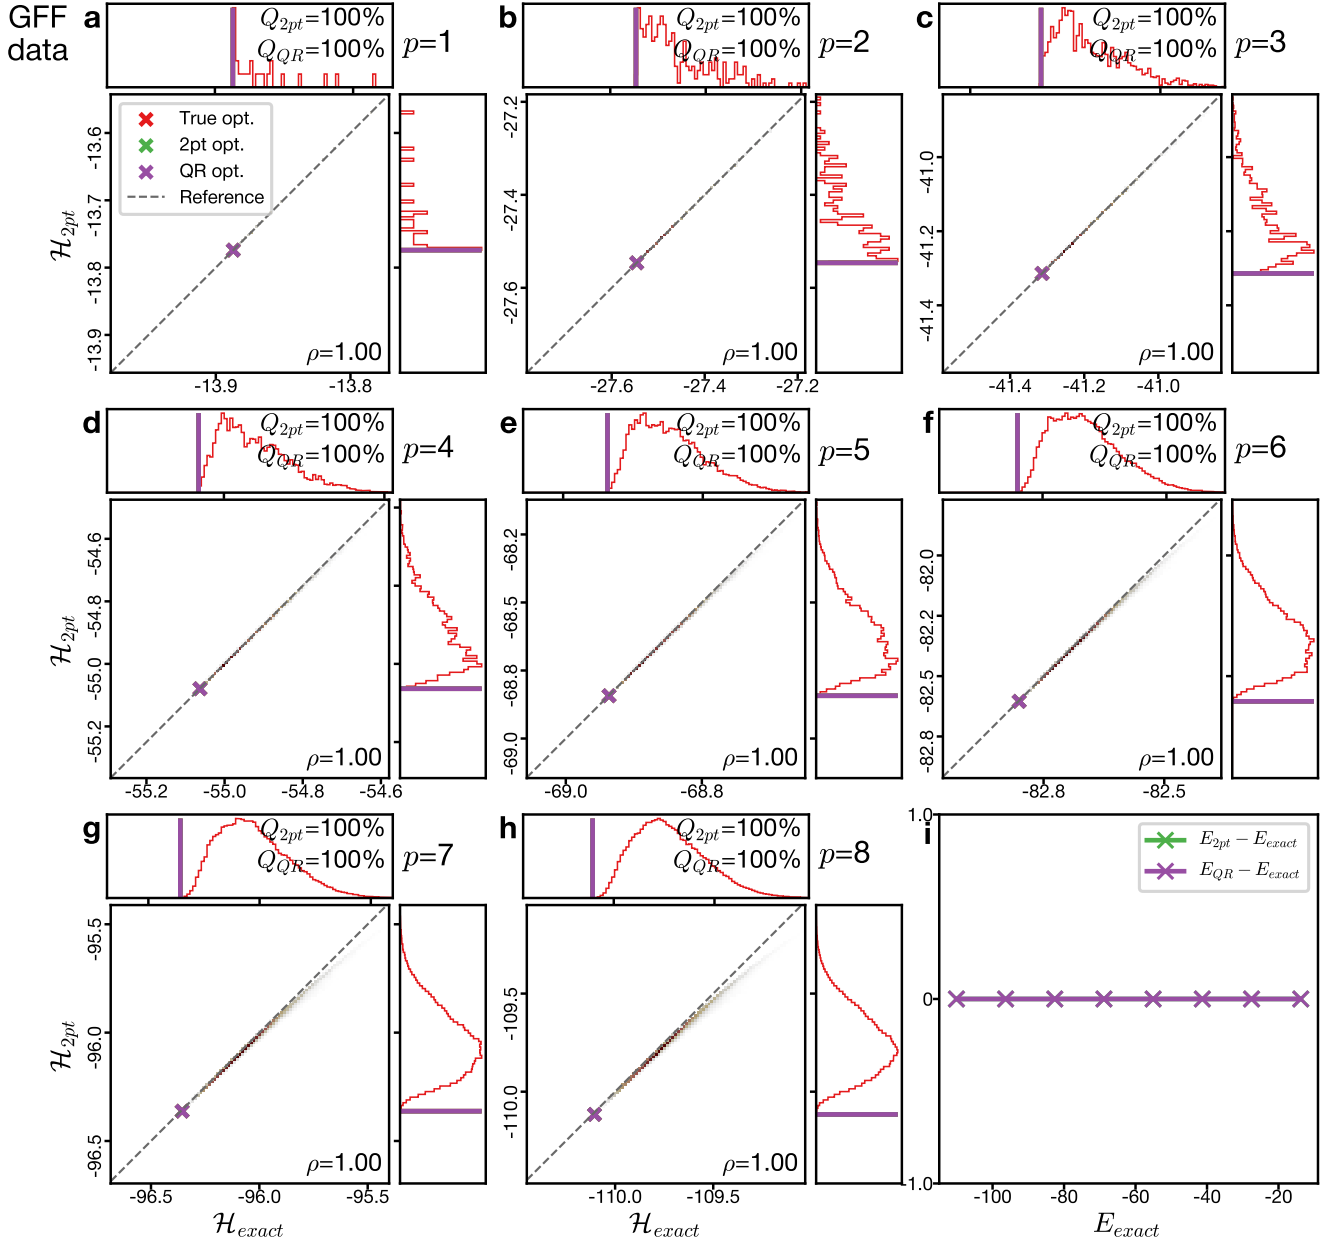 GFF
data
a
Q2pt=100%
QQR=100%
p=1
b
Q2pt=100%
QQR=100%
p=2
c
Q2pt=100%
QQR=100%
p=3
True opt.
2pt opt.
QR opt.
Reference
H2pt
-13.6
-13.7
-13.8
-13.9
ρ=1.00
-13.9
-13.8
-27.2
-27.4
-27.6
ρ=1.00
-27.6
-27.4
-27.2
-41.0
-41.2
-41.4
ρ=1.00
-41.4
-41.2
-41.0
d
Q2pt=100%
QQR=100%
p=4
e
Q2pt=100%
QQR=100%
p=5
f
Q2pt=100%
QQR=100%
p=6
H2pt
-54.6
-54.8
-55.0
-55.2
ρ=1.00
-55.2
-55.0
-54.8
-54.6
-68.2
-68.5
-68.8
-69.0
ρ=1.00
-69.0
-68.8
-82.0
-82.2
-82.5
-82.8
ρ=1.00
-82.8
-82.5
g
Q2pt=100%
QQR=100%
p=7
h
Q2pt=100%
QQR=100%
p=8
i
H2pt
-95.5
-96.0
-96.5
ρ=1.00
-96.5
-96.0
-95.5
Hexact
-109.5
-110.0
ρ=1.00
-110.0
-109.5
Hexact
1.0
0
-1.0
E2pt − Eexact
EQR − Eexact
-100
-80
-60
-40
-20
Eexact